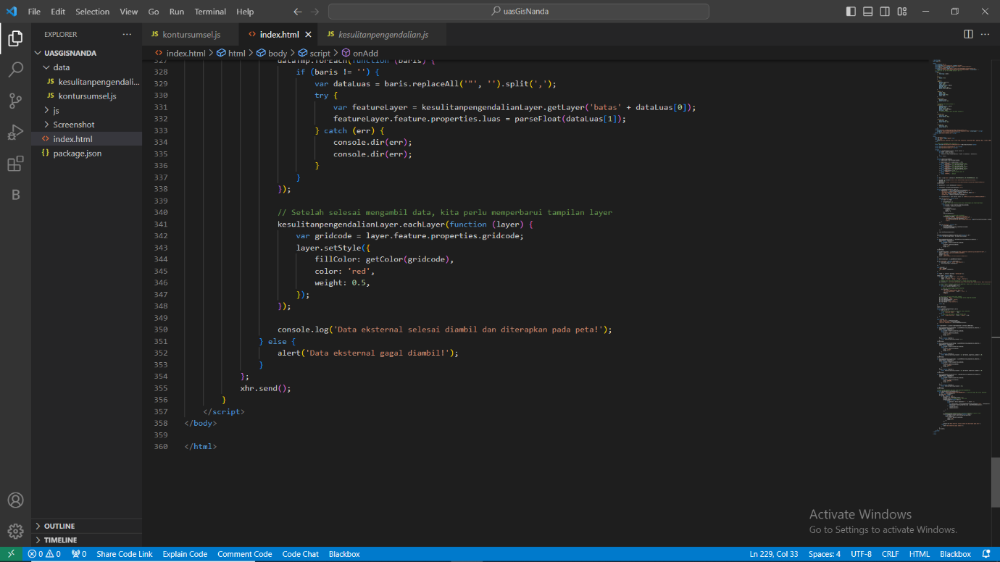 File Edit Selection View Go Run Terminal Help
uasGisNanda
EXPLORER
UASGISNANDA
data
kesulitanpengendali...
kontursumsel.js
js
Screenshot
index.html
package.json
OUTLINE
TIMELINE
kontursumsel.js index.html kesulitanpengendalian.js
index.html > html > body > script > onAdd
327 dataTmp.forEach(function (baris) {
328 if (baris != '') {
329 var dataLuas = baris.replaceAll('"', '').split(',');
330 try {
331 var featureLayer = kesulitanpengendalianLayer.getLayer('batas' + dataLuas[0]);
332 featureLayer.feature.properties.luas = parseFloat(dataLuas[1]);
333 } catch (err) {
334 console.dir(err);
335 console.dir(err);
336 }
337 }
338 });
339
340 // Setelah selesai mengambil data, kita perlu memperbarui tampilan layer
341 kesulitanpengendalianLayer.eachLayer(function (layer) {
342 var gridcode = layer.feature.properties.gridcode;
343 layer.setStyle({
344 fillColor: getColor(gridcode),
345 color: 'red',
346 weight: 0.5,
347 });
348 });
349
350 console.log('Data eksternal selesai diambil dan diterapkan pada peta!');
351 } else {
352 alert('Data eksternal gagal diambil!');
353 }
354 };
355 xhr.send();
356 }
357 </script>
358 </body>
359
360 </html>
Activate Windows
Go to Settings to activate Windows.
0 0 0 Share Code Link Explain Code Comment Code Code Chat Blackbox Ln 229, Col 33 Spaces: 4 UTF-8 CRLF HTML Blackbox